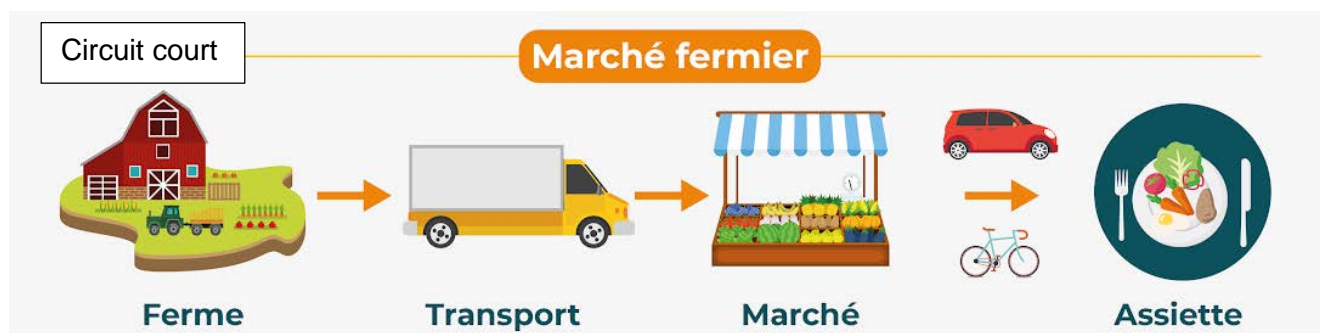 Circuit court
Marché fermier
Ferme
Transport
Marché
Assiette